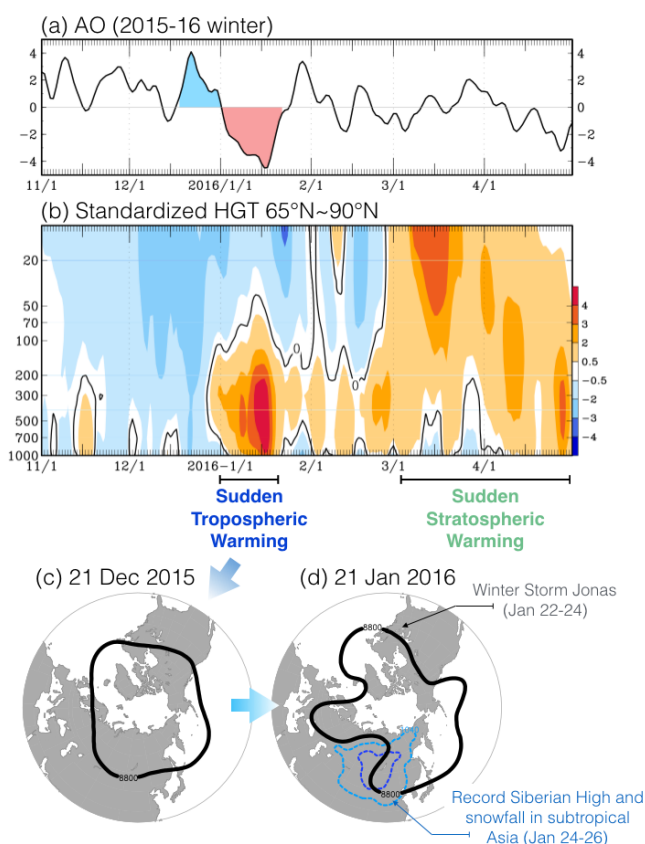 (a) AO (2015-16 winter)
4
2
0
−2
−4
4
2
0
−2
−4
11/1 12/1 2016/1/1 2/1 3/1 4/1
(b) Standardized HGT 65°N~90°N
20
50
70
100
200
300
500
700
1000
0
0
4
3
2
0.5
−0.5
−2
−3
−4
11/1 12/1 2016−1/1 2/1 3/1 4/1
Sudden
Tropospheric
Warming
Sudden
Stratospheric
Warming
(c) 21 Dec 2015
(d) 21 Jan 2016
Winter Storm Jonas
(Jan 22-24)
8800
8800
8800
Record Siberian High and
snowfall in subtropical
Asia (Jan 24-26)